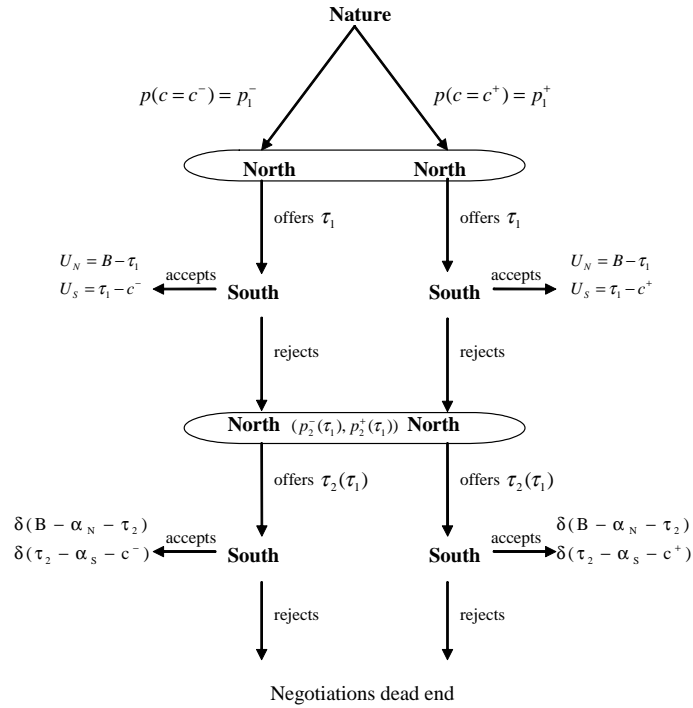 Nature
p(c = c⁻) = p₁⁻ p(c = c⁺) = p₁⁺
North North
offers τ₁ offers τ₁
U_N = B − τ₁ accepts accepts U_N = B − τ₁
U_S = τ₁ − c⁻ South South U_S = τ₁ − c⁺
rejects rejects
North (p₂⁻(τ₁), p₂⁺(τ₁)) North
offers τ₂(τ₁) offers τ₂(τ₁)
δ(B − α_N − τ₂) accepts accepts δ(B − α_N − τ₂)
δ(τ₂ − α_S − c⁻) South South δ(τ₂ − α_S − c⁺)
rejects rejects
Negotiations dead end